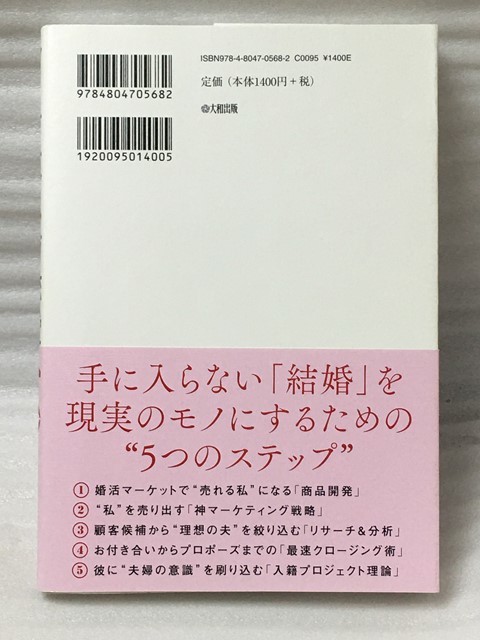 ISBN978-4-8047-0568-2 C0095 ¥1400E
定価（本体1400円+税）
大和出版
9784804705682
1920095014005
手に入らない「結婚」を
現実のモノにするための
“5つのステップ”
① 婚活マーケットで“売れる私”になる「商品開発」
② “私”を売り出す「神マーケティング戦略」
③ 顧客候補から“理想の夫”を絞り込む「リサーチ&分析」
④ お付き合いからプロポーズまでの「最速クロージング術」
⑤ 彼に“夫婦の意識”を刷り込む「入籍プロジェクト理論」